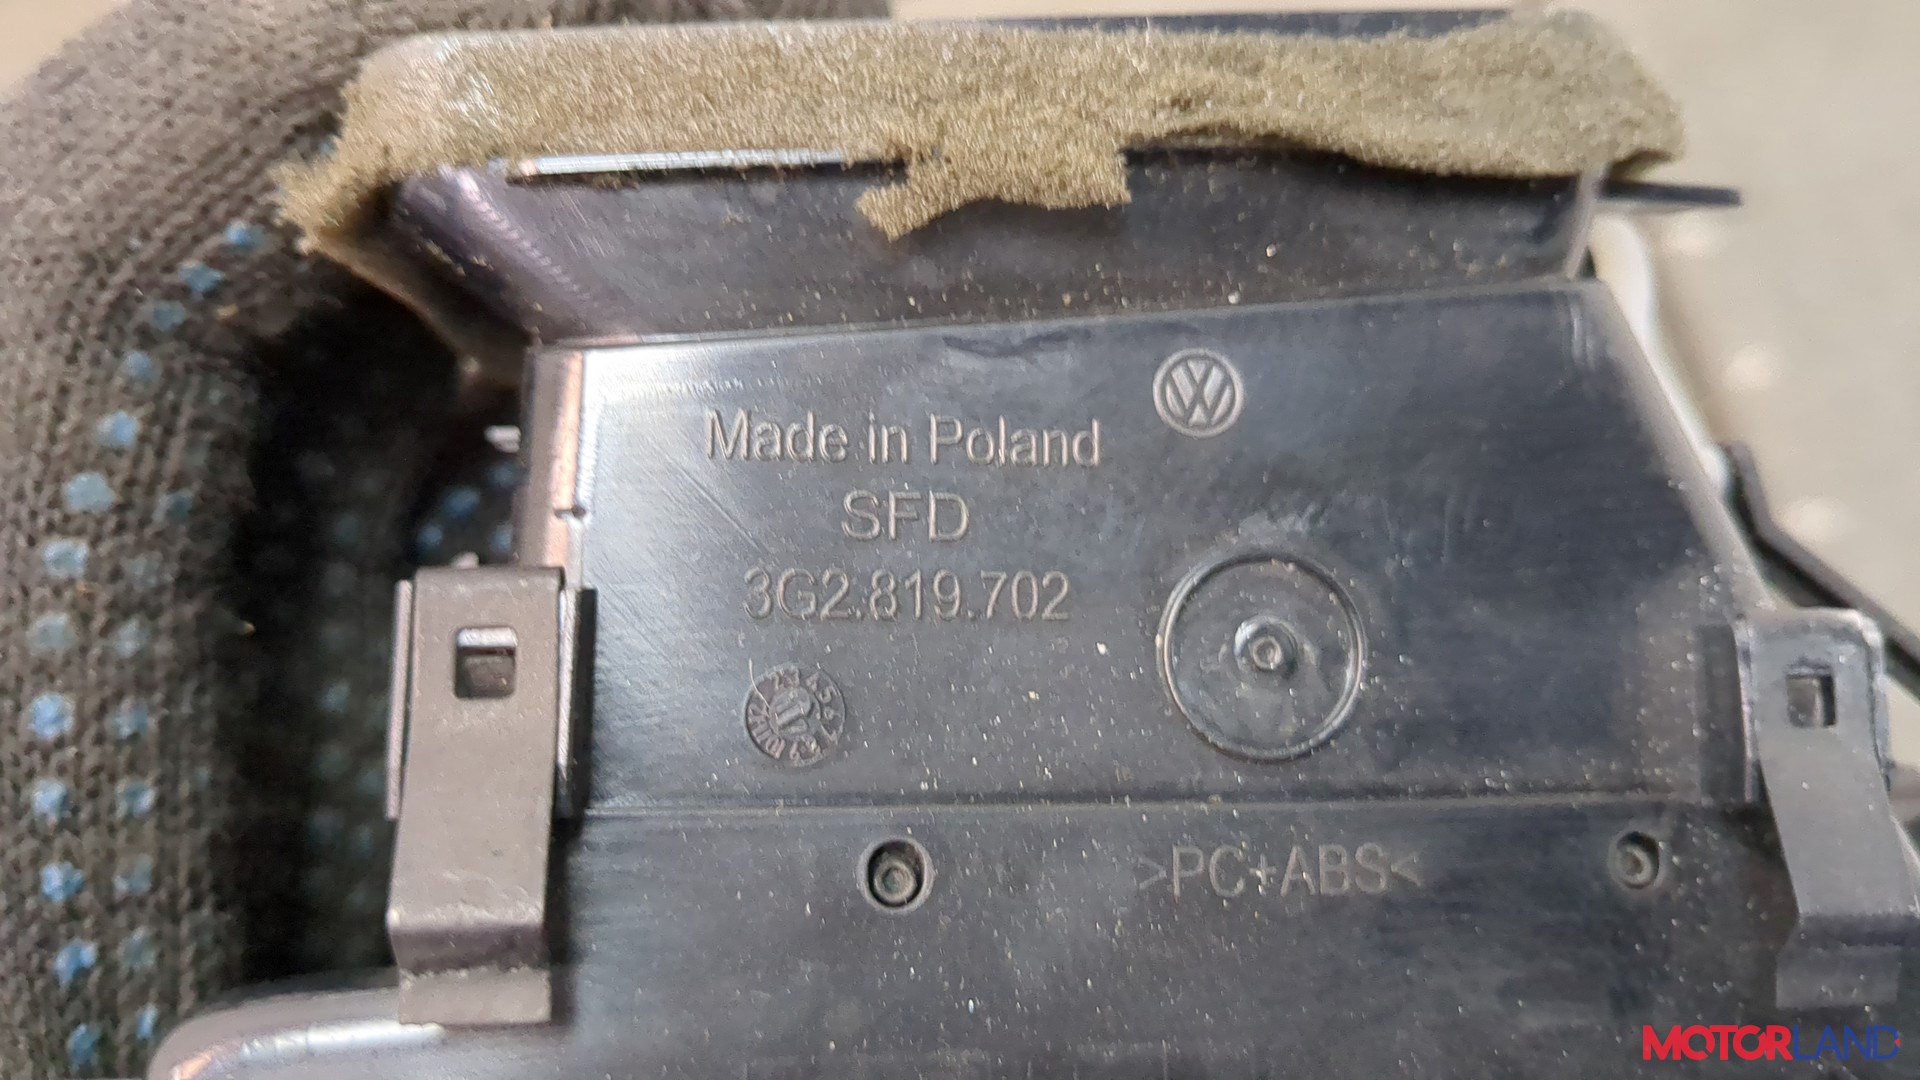 Made in Poland
SFD
3G2.819.702
>PC+ABS<
MOTORLAND